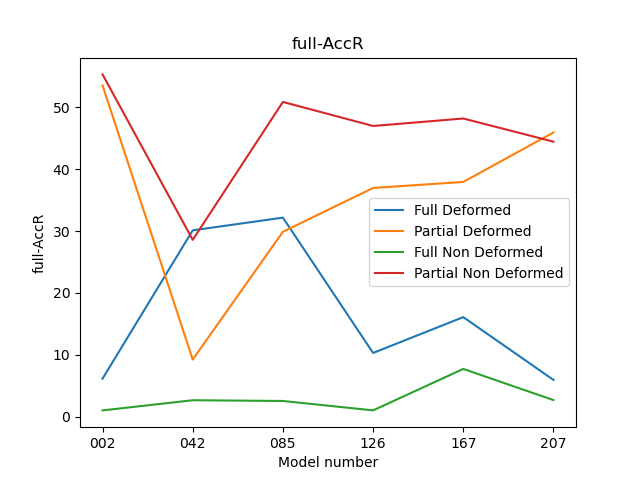 full-AccR
50
40
30
20
10
0
full-AccR
Full Deformed
Partial Deformed
Full Non Deformed
Partial Non Deformed
002 042 085 126 167 207
Model number